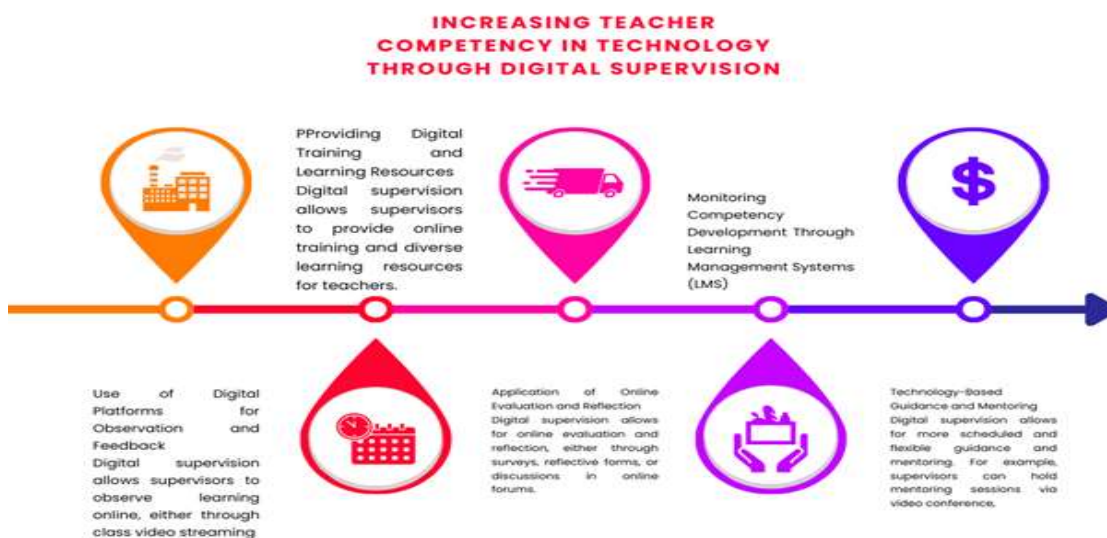 INCREASING TEACHER
COMPETENCY IN TECHNOLOGY
THROUGH DIGITAL SUPERVISION
Use of Digital
Platforms for
Observation and
Feedback
Digital supervision
allows supervisors to
observe learning
online, either through
class video streaming
PProviding Digital
Training and
Learning Resources
Digital supervision
allows supervisors
to provide online
training and diverse
learning resources
for teachers.
Application of Online
Evaluation and Reflection
Digital supervision allows
for online evaluation and
reflection, either through
surveys, reflective forms, or
discussions in online
forums.
Monitoring
Competency
Development Through
Learning
Management Systems
(LMS)
$
Technology-Based
Guidance and Mentoring
Digital supervision allows
for more scheduled and
flexible guidance and
mentoring. For example,
supervisors can hold
mentoring sessions via
video conference,